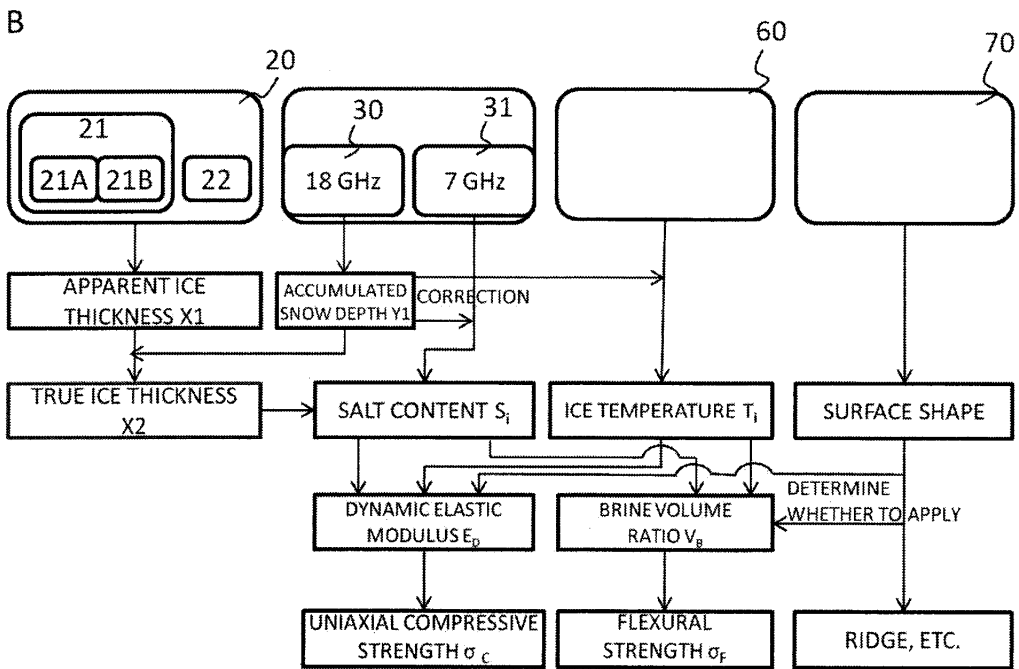 B
20
60
70
21
30
31
21A
21B
22
18 GHz
7 GHz
APPARENT ICE
THICKNESS X1
ACCUMULATED
SNOW DEPTH Y1
CORRECTION
TRUE ICE THICKNESS
X2
SALT CONTENT Si
ICE TEMPERATURE Ti
SURFACE SHAPE
DETERMINE
WHETHER TO APPLY
DYNAMIC ELASTIC
MODULUS ED
BRINE VOLUME
RATIO VB
UNIAXIAL COMPRESSIVE
STRENGTH σC
FLEXURAL
STRENGTH σF
RIDGE, ETC.